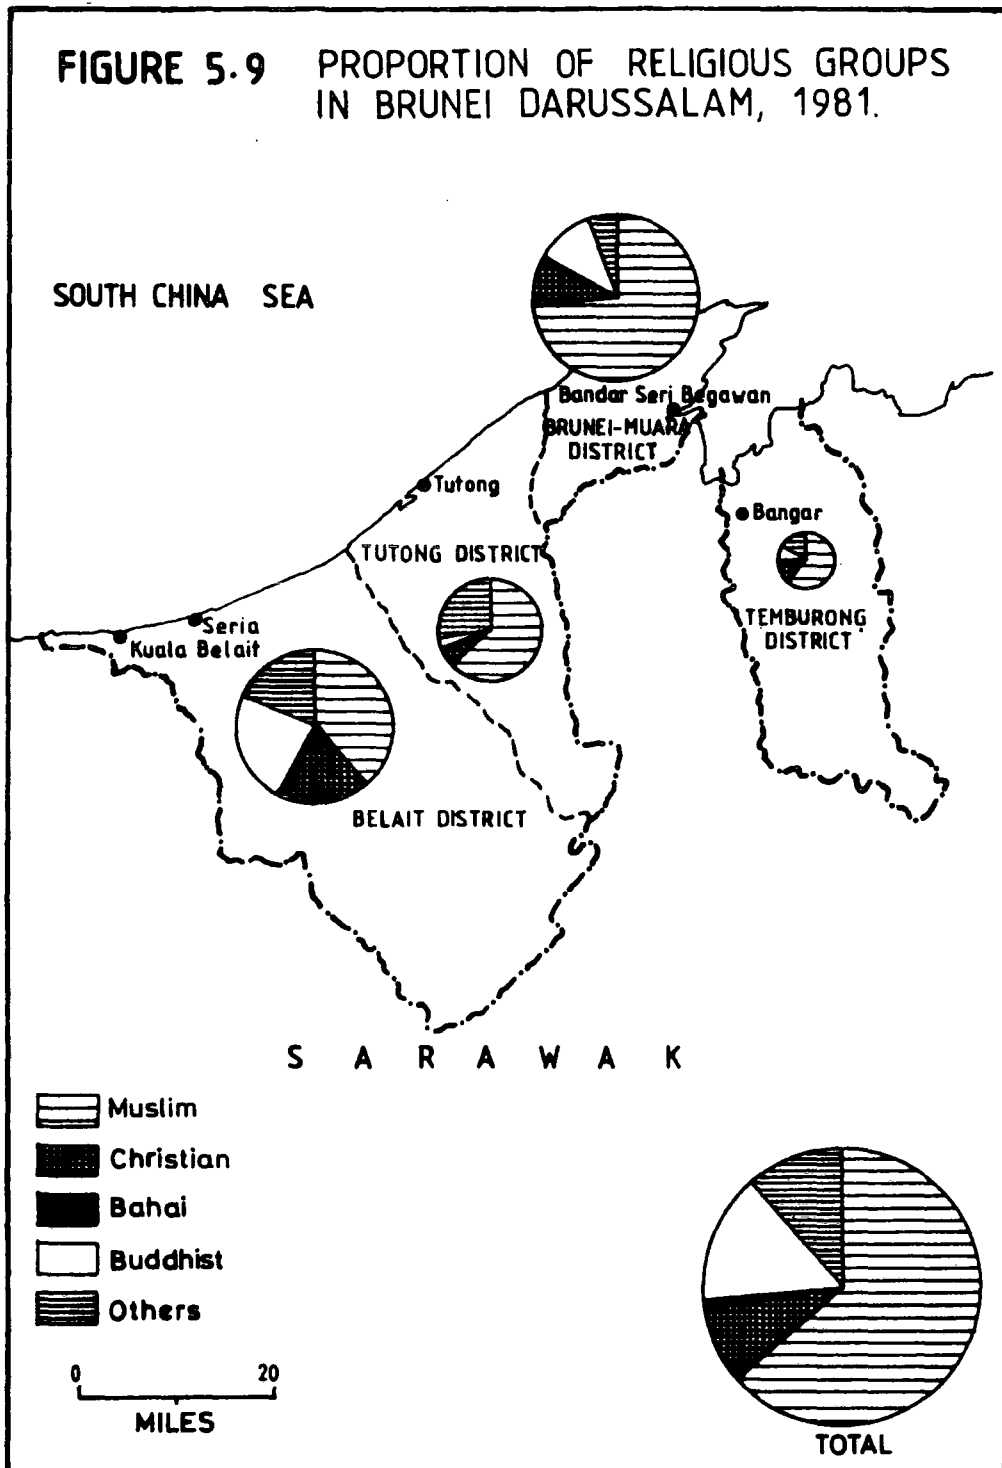 FIGURE 5.9 PROPORTION OF RELIGIOUS GROUPS
IN BRUNEI DARUSSALAM, 1981.
SOUTH CHINA SEA
Bandar Seri Begawan
BRUNEI-MUARA
DISTRICT
Tutong
Bangar
TUTONG DISTRICT
TEMBURONG
DISTRICT
Seria
Kuala Belait
BELAIT DISTRICT
SARAWAK
Muslim
Christian
Bahai
Buddhist
Others
0 20
MILES
TOTAL